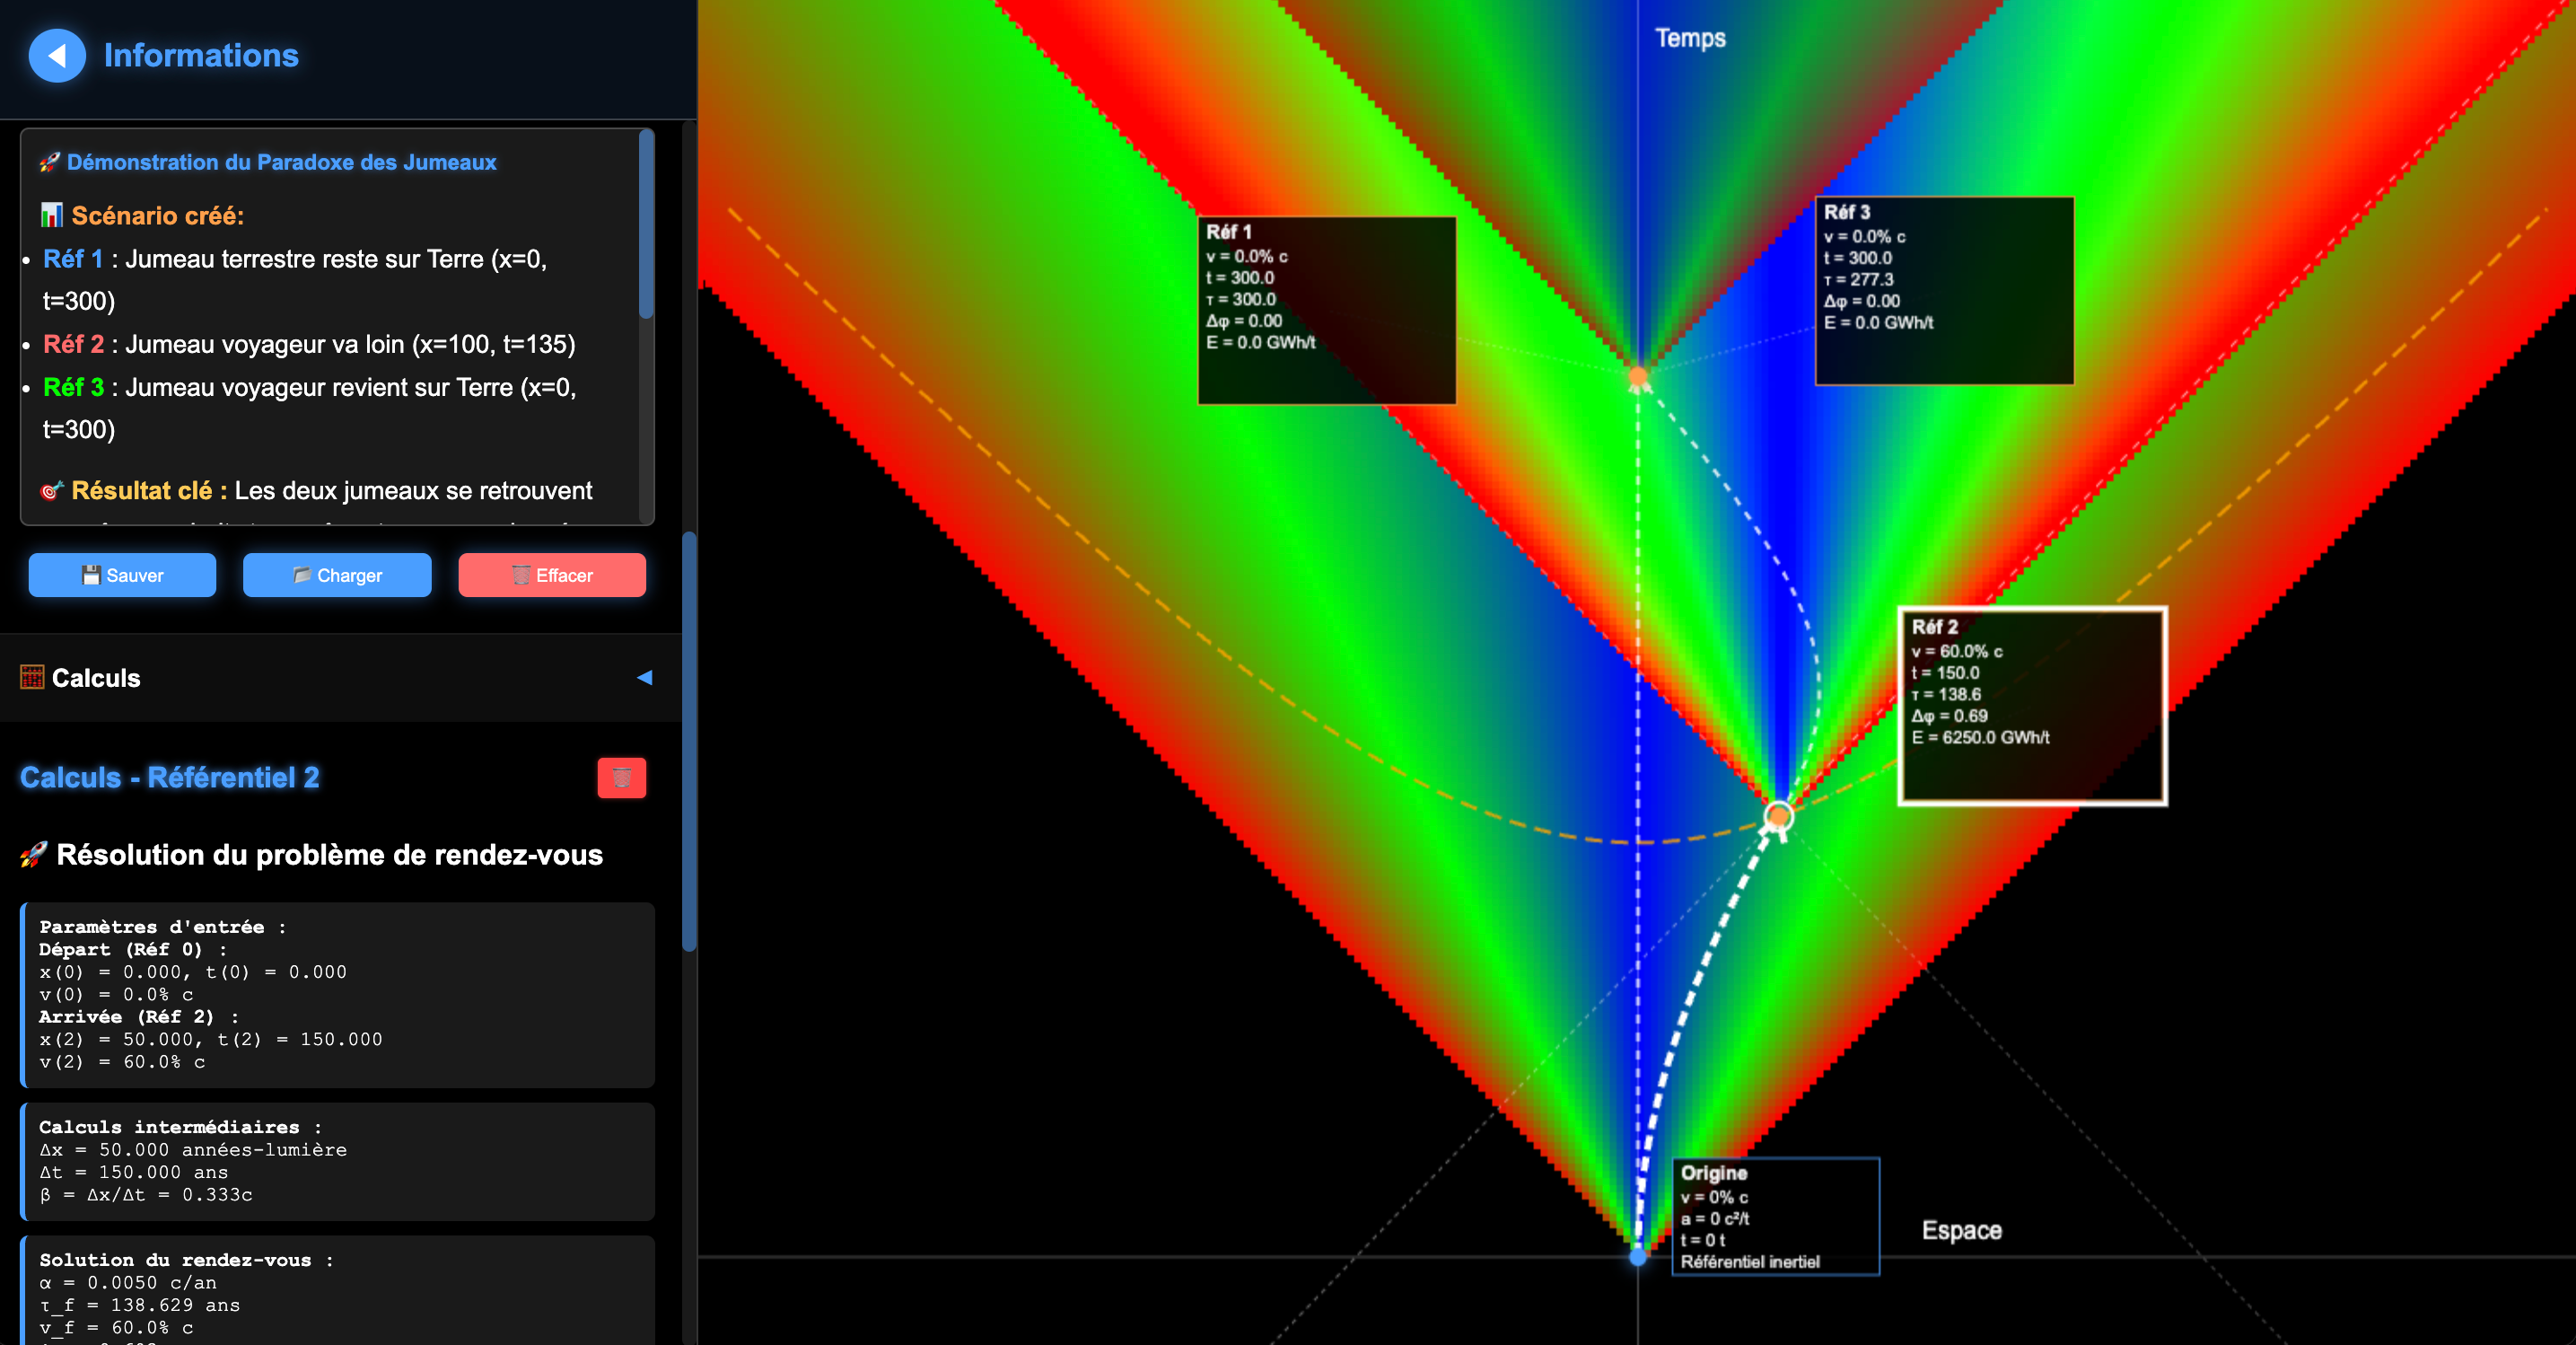 Informations
🚀 Démonstration du Paradoxe des Jumeaux
📊 Scénario créé:
• Réf 1 : Jumeau terrestre reste sur Terre (x=0,
t=300)
• Réf 2 : Jumeau voyageur va loin (x=100, t=135)
• Réf 3 : Jumeau voyageur revient sur Terre (x=0,
t=300)
🎯 Résultat clé : Les deux jumeaux se retrouvent
💾 Sauver
📂 Charger
🗑️ Effacer
🧮 Calculs
Calculs - Référentiel 2
🚀 Résolution du problème de rendez-vous
Paramètres d'entrée :
Départ (Réf 0) :
x(0) = 0.000, t(0) = 0.000
v(0) = 0.0% c
Arrivée (Réf 2) :
x(2) = 50.000, t(2) = 150.000
v(2) = 60.0% c
Calculs intermédiaires :
Δx = 50.000 années-lumière
Δt = 150.000 ans
β = Δx/Δt = 0.333c
Solution du rendez-vous :
α = 0.0050 c/an
τ_f = 138.629 ans
v_f = 60.0% c
Temps
Réf 1
v = 0.0% c
t = 300.0
τ = 300.0
Δφ = 0.00
E = 0.0 GWh/t
Réf 3
v = 0.0% c
t = 300.0
τ = 277.3
Δφ = 0.00
E = 0.0 GWh/t
Réf 2
v = 60.0% c
t = 150.0
τ = 138.6
Δφ = 0.69
E = 6250.0 GWh/t
Origine
v = 0% c
a = 0 c²/t
t = 0 t
Référentiel inertiel
Espace